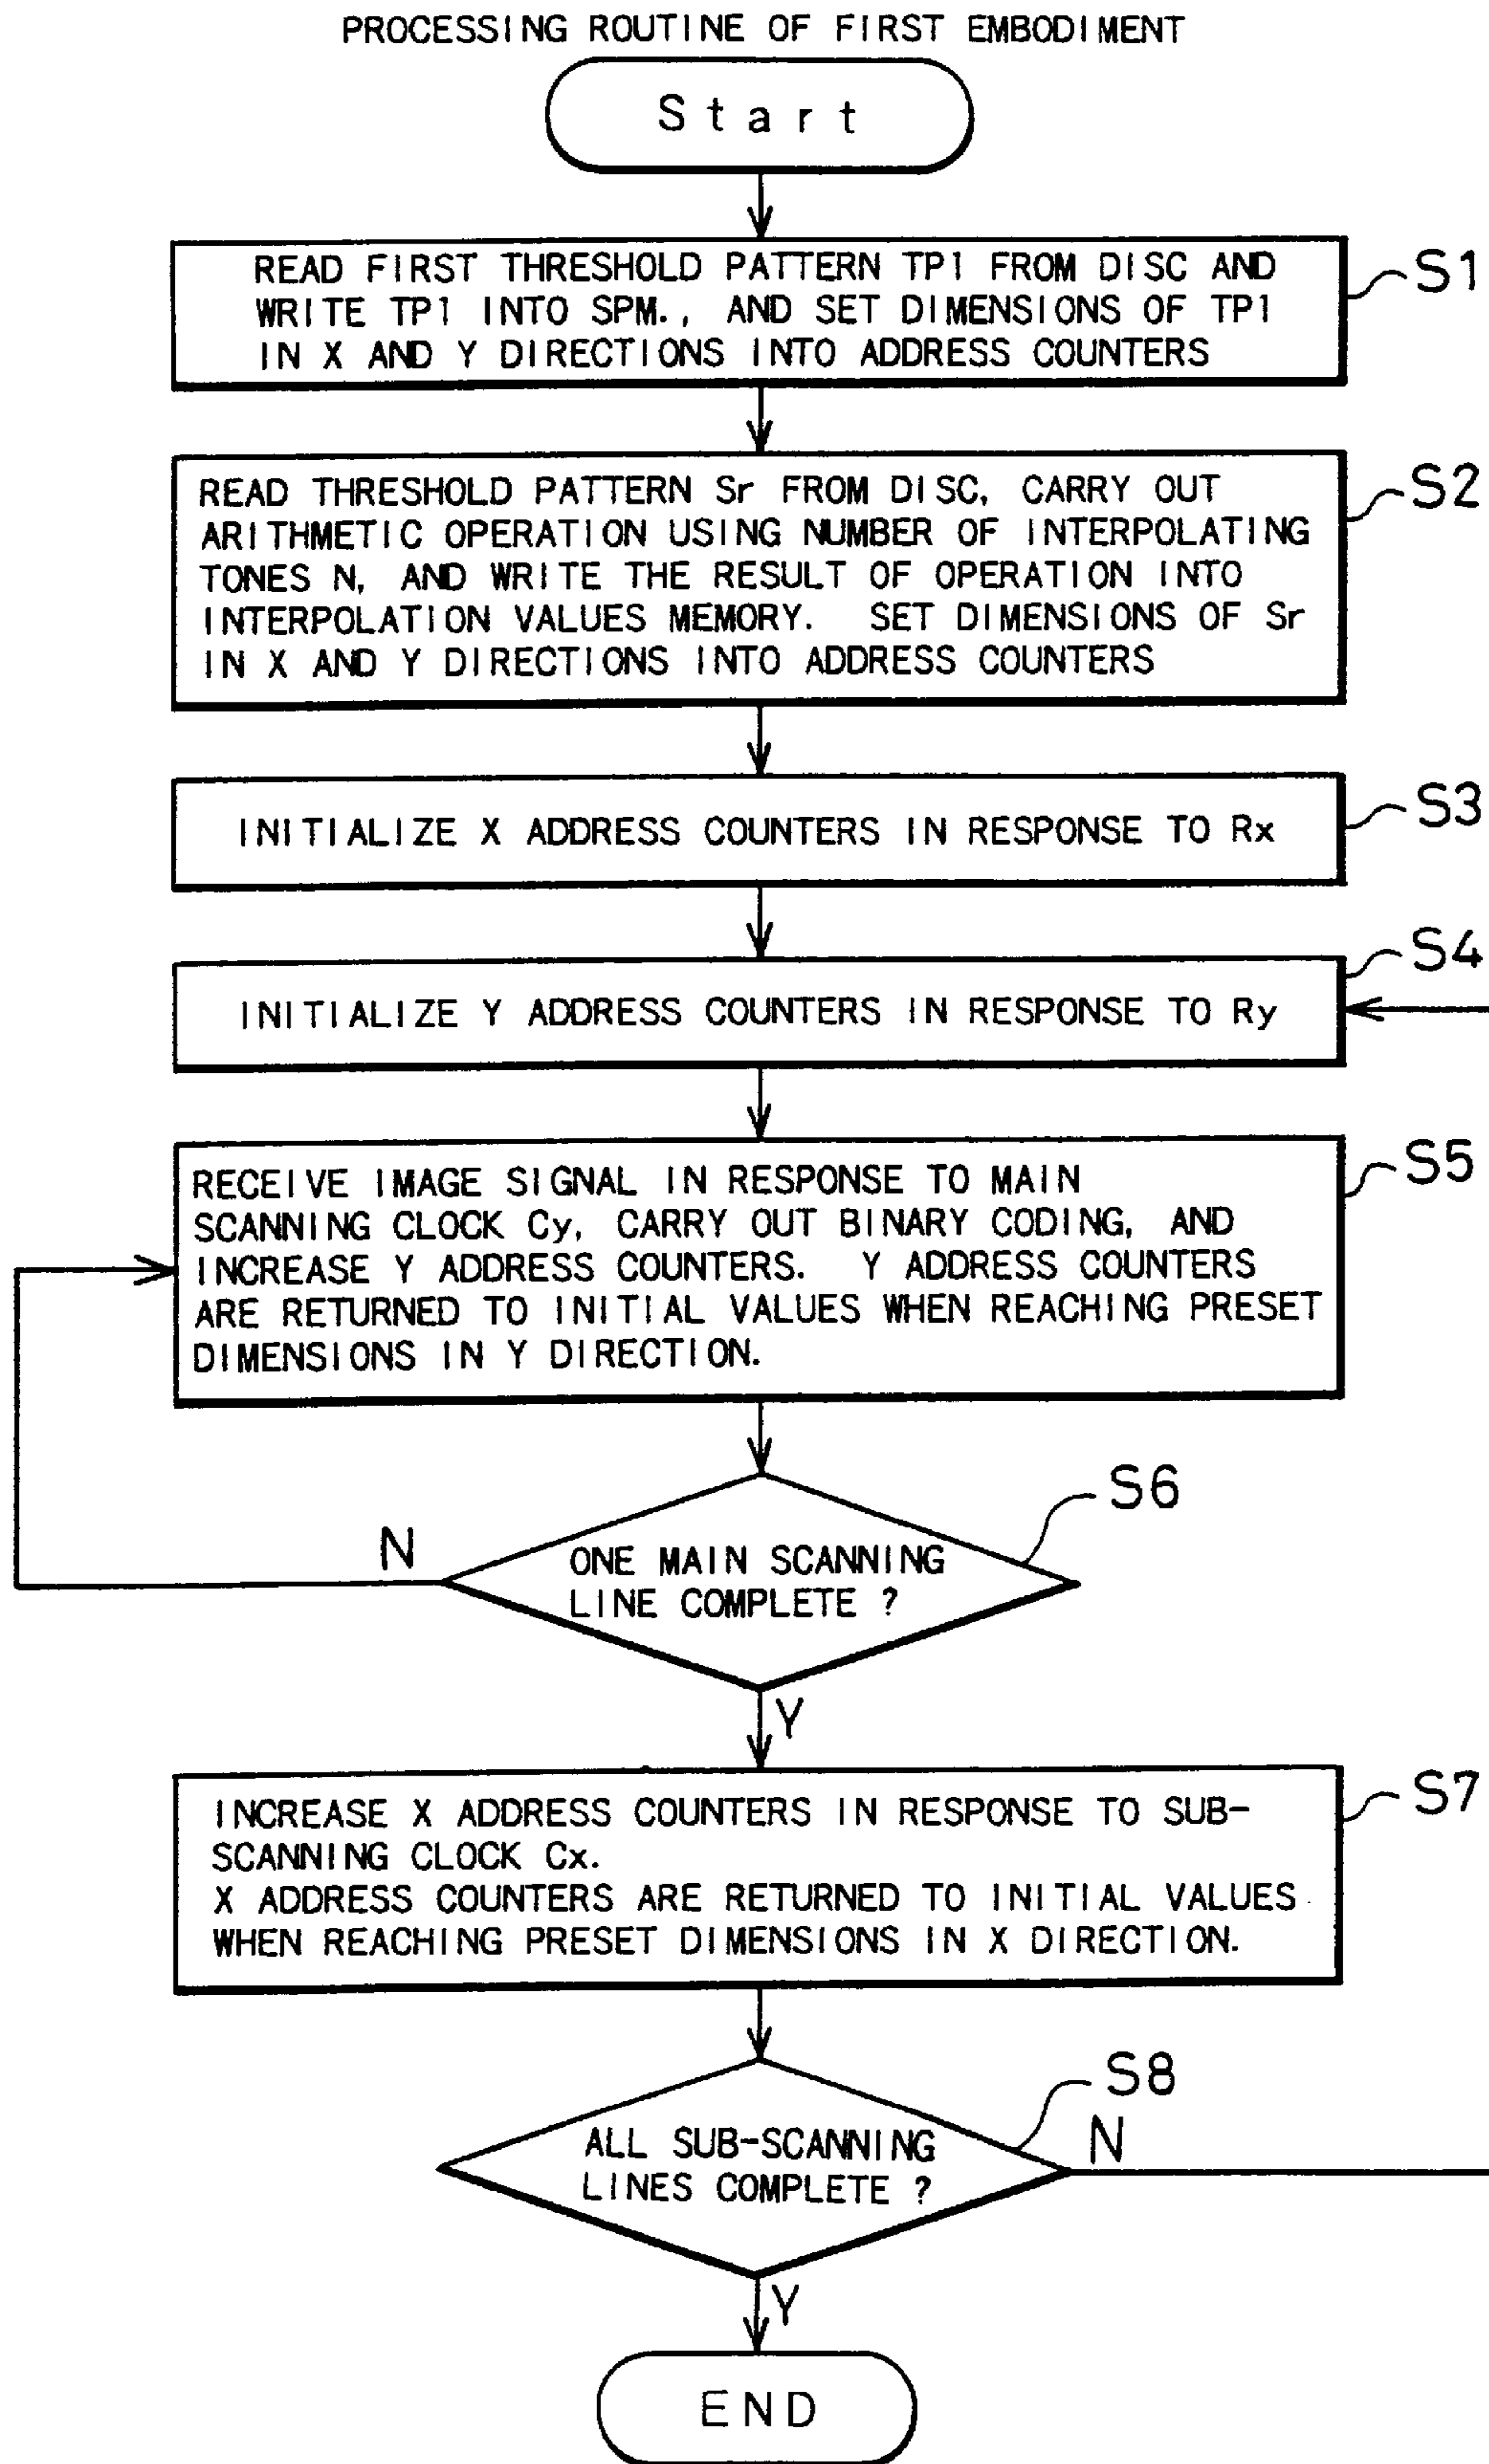 PROCESSING ROUTINE OF FIRST EMBODIMENT
Start
READ FIRST THRESHOLD PATTERN TP1 FROM DISC AND
WRITE TP1 INTO SPM., AND SET DIMENSIONS OF TP1
IN X AND Y DIRECTIONS INTO ADDRESS COUNTERS
S1
READ THRESHOLD PATTERN Sr FROM DISC, CARRY OUT
ARITHMETIC OPERATION USING NUMBER OF INTERPOLATING
TONES N, AND WRITE THE RESULT OF OPERATION INTO
INTERPOLATION VALUES MEMORY. SET DIMENSIONS OF Sr
IN X AND Y DIRECTIONS INTO ADDRESS COUNTERS
S2
INITIALIZE X ADDRESS COUNTERS IN RESPONSE TO Rx
S3
INITIALIZE Y ADDRESS COUNTERS IN RESPONSE TO Ry
S4
RECEIVE IMAGE SIGNAL IN RESPONSE TO MAIN
SCANNING CLOCK Cy, CARRY OUT BINARY CODING, AND
INCREASE Y ADDRESS COUNTERS. Y ADDRESS COUNTERS
ARE RETURNED TO INITIAL VALUES WHEN REACHING PRESET
DIMENSIONS IN Y DIRECTION.
S5
ONE MAIN SCANNING
LINE COMPLETE ?
S6
N
Y
INCREASE X ADDRESS COUNTERS IN RESPONSE TO SUB-
SCANNING CLOCK Cx.
X ADDRESS COUNTERS ARE RETURNED TO INITIAL VALUES
WHEN REACHING PRESET DIMENSIONS IN X DIRECTION.
S7
ALL SUB-SCANNING
LINES COMPLETE ?
S8
N
Y
END